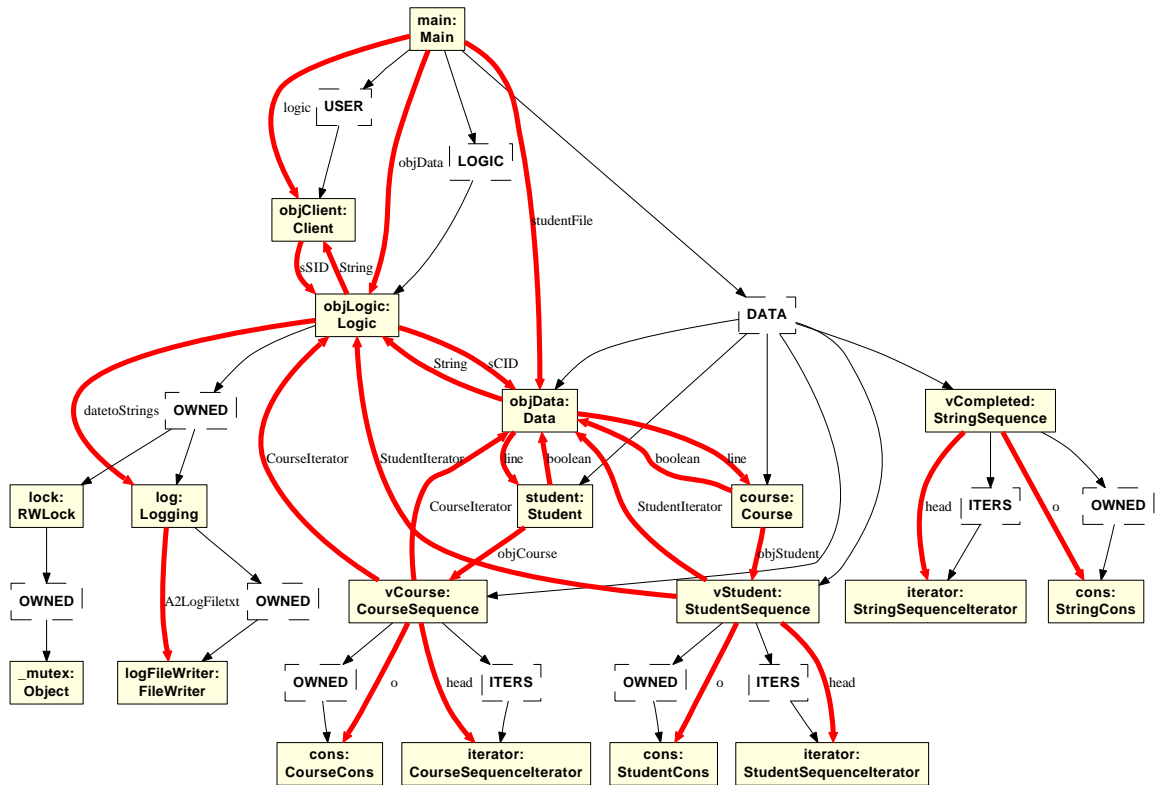 main:
Main
USER
logic
LOGIC
objData
objClient:
Client
studentFile
sSID
String
objLogic:
Logic
DATA
String
sCID
datetoStrings
OWNED
objData:
Data
vCompleted:
StringSequence
CourseIterator
StudentIterator
line
boolean
boolean
line
lock:
RWLock
log:
Logging
CourseIterator
student:
Student
StudentIterator
course:
Course
head
ITERS
o
OWNED
objCourse
objStudent
OWNED
A2LogFiletxt
OWNED
vCourse:
CourseSequence
vStudent:
StudentSequence
iterator:
StringSequenceIterator
cons:
StringCons
_mutex:
Object
logFileWriter:
FileWriter
OWNED
o
head
ITERS
OWNED
o
ITERS
head
cons:
CourseCons
iterator:
CourseSequenceIterator
cons:
StudentCons
iterator:
StudentSequenceIterator